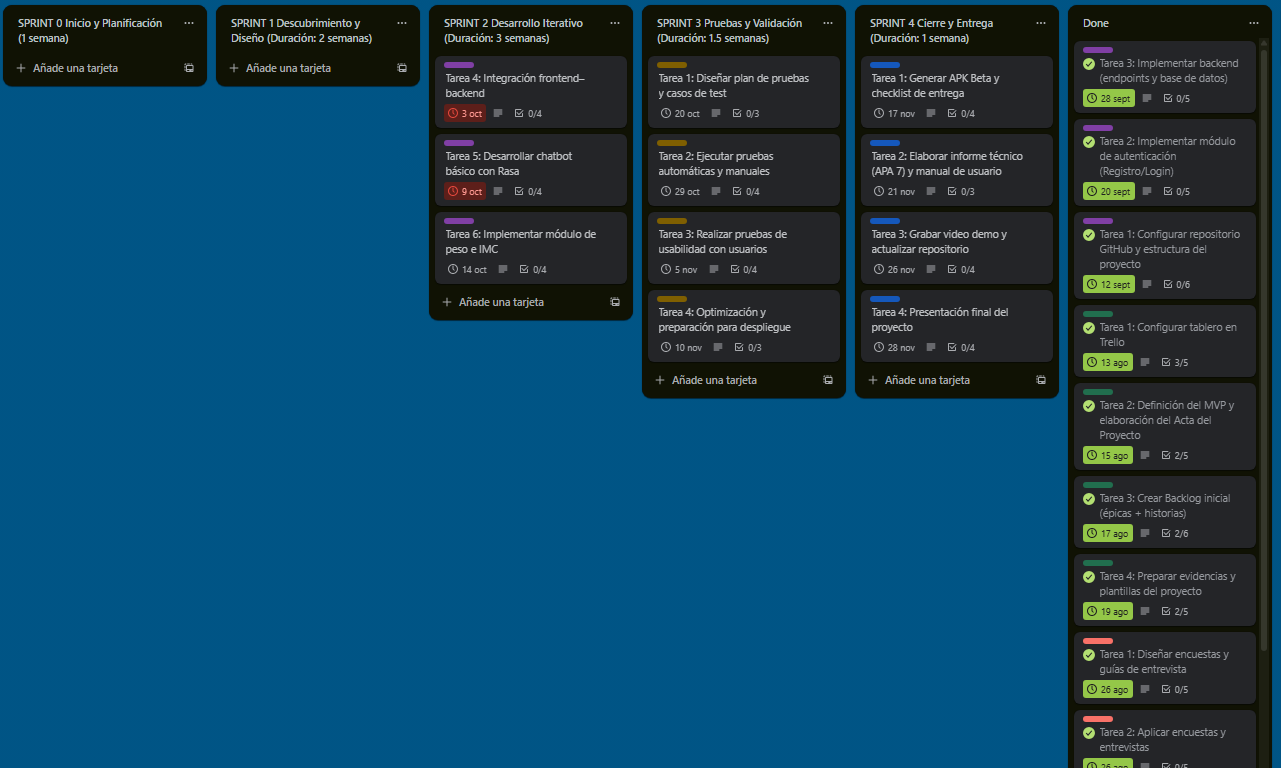 SPRINT 0 Inicio y Planificación
(1 semana)
Añade una tarjeta
SPRINT 1 Descubrimiento y
Diseño (Duración: 2 semanas)
Añade una tarjeta
SPRINT 2 Desarrollo Iterativo
(Duración: 3 semanas)
Tarea 4: Integración frontend–
backend
3 oct 0/4
Tarea 5: Desarrollar chatbot
básico con Rasa
9 oct 0/4
Tarea 6: Implementar módulo de
peso e IMC
14 oct 0/4
Añade una tarjeta
SPRINT 3 Pruebas y Validación
(Duración: 1.5 semanas)
Tarea 1: Diseñar plan de pruebas
y casos de test
20 oct 0/3
Tarea 2: Ejecutar pruebas
automáticas y manuales
29 oct 0/4
Tarea 3: Realizar pruebas de
usabilidad con usuarios
5 nov 0/4
Tarea 4: Optimización y
preparación para despliegue
10 nov 0/3
Añade una tarjeta
SPRINT 4 Cierre y Entrega
(Duración: 1 semana)
Tarea 1: Generar APK Beta y
checklist de entrega
17 nov 0/4
Tarea 2: Elaborar informe técnico
(APA 7) y manual de usuario
21 nov 0/3
Tarea 3: Grabar video demo y
actualizar repositorio
26 nov 0/4
Tarea 4: Presentación final del
proyecto
28 nov 0/4
Añade una tarjeta
Done
Tarea 3: Implementar backend
(endpoints y base de datos)
28 sept 0/5
Tarea 2: Implementar módulo
de autenticación
(Registro/Login)
20 sept 0/5
Tarea 1: Configurar repositorio
GitHub y estructura del
proyecto
12 sept 0/6
Tarea 1: Configurar tablero en
Trello
13 ago 3/5
Tarea 2: Definición del MVP y
elaboración del Acta del
Proyecto
15 ago 2/5
Tarea 3: Crear Backlog inicial
(épicas + historias)
17 ago 2/6
Tarea 4: Preparar evidencias y
plantillas del proyecto
19 ago 2/5
Tarea 1: Diseñar encuestas y
guías de entrevista
26 ago 0/5
Tarea 2: Aplicar encuestas y
entrevistas